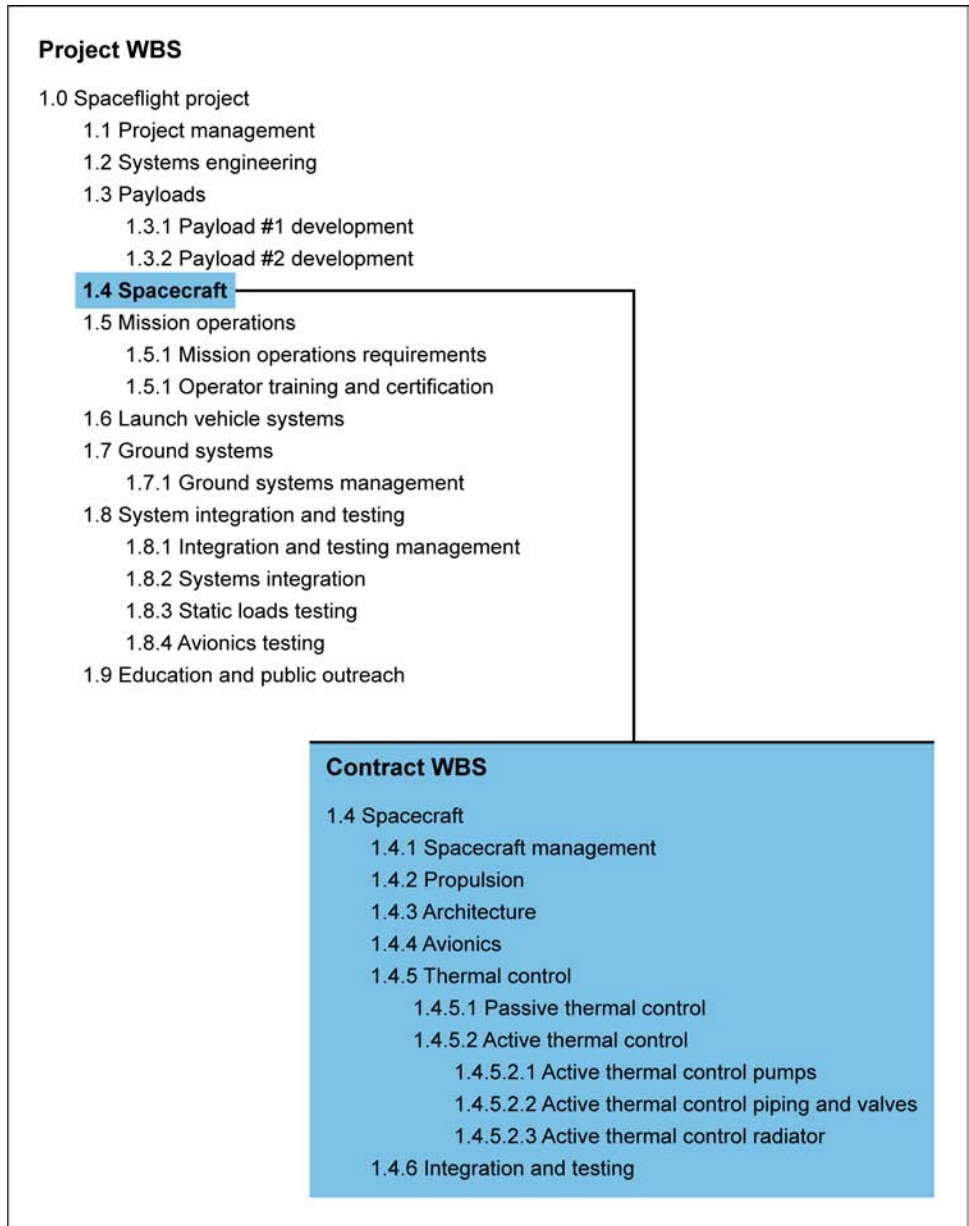 Project WBS
1.0 Spaceflight project
1.1 Project management
1.2 Systems engineering
1.3 Payloads
1.3.1 Payload #1 development
1.3.2 Payload #2 development
1.4 Spacecraft
1.5 Mission operations
1.5.1 Mission operations requirements
1.5.1 Operator training and certification
1.6 Launch vehicle systems
1.7 Ground systems
1.7.1 Ground systems management
1.8 System integration and testing
1.8.1 Integration and testing management
1.8.2 Systems integration
1.8.3 Static loads testing
1.8.4 Avionics testing
1.9 Education and public outreach
Contract WBS
1.4 Spacecraft
1.4.1 Spacecraft management
1.4.2 Propulsion
1.4.3 Architecture
1.4.4 Avionics
1.4.5 Thermal control
1.4.5.1 Passive thermal control
1.4.5.2 Active thermal control
1.4.5.2.1 Active thermal control pumps
1.4.5.2.2 Active thermal control piping and valves
1.4.5.2.3 Active thermal control radiator
1.4.6 Integration and testing